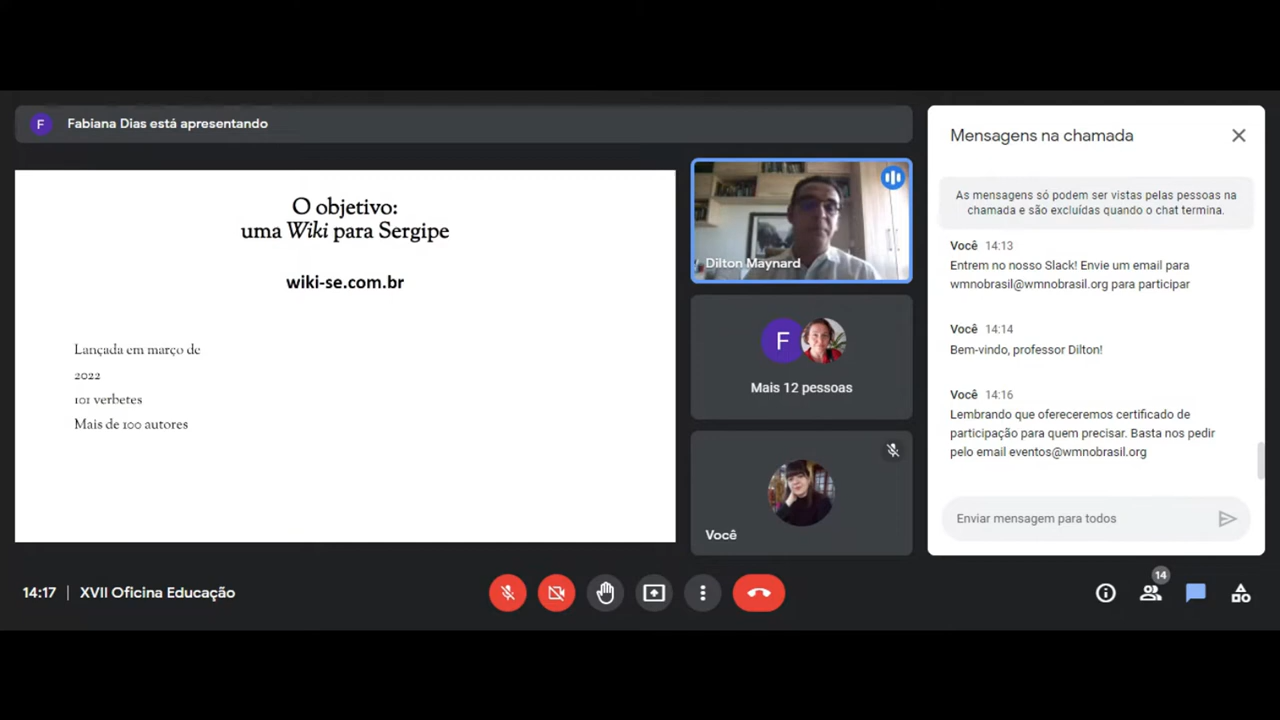 F Fabiana Dias está apresentando
O objetivo:
uma Wiki para Sergipe
wiki-se.com.br
Lançada em março de
2022
101 verbetes
Mais de 100 autores
Dilton Maynard
F
Mais 12 pessoas
Você
Mensagens na chamada
As mensagens só podem ser vistas pelas pessoas na
chamada e são excluídas quando o chat termina.
Você 14:13
Entrem no nosso Slack! Envie um email para
wmnobrasil@wmnobrasil.org para participar
Você 14:14
Bem-vindo, professor Dilton!
Você 14:16
Lembrando que ofereceremos certificado de
participação para quem precisar. Basta nos pedir
pelo email eventos@wmnobrasil.org
Enviar mensagem para todos
14:17 | XVII Oficina Educação
14